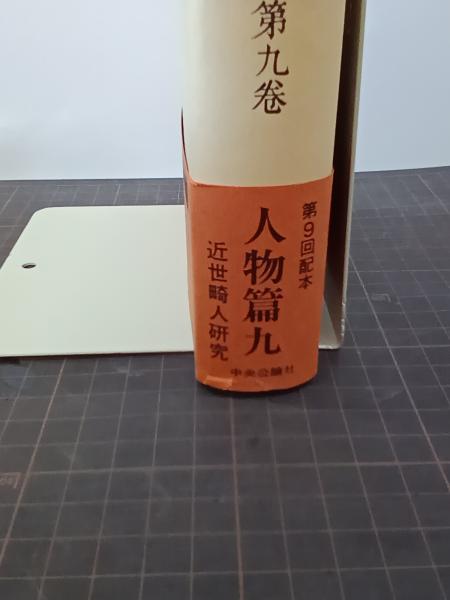 第九卷
第9回配本
人物篇九
近世畸人研究
中央公論社